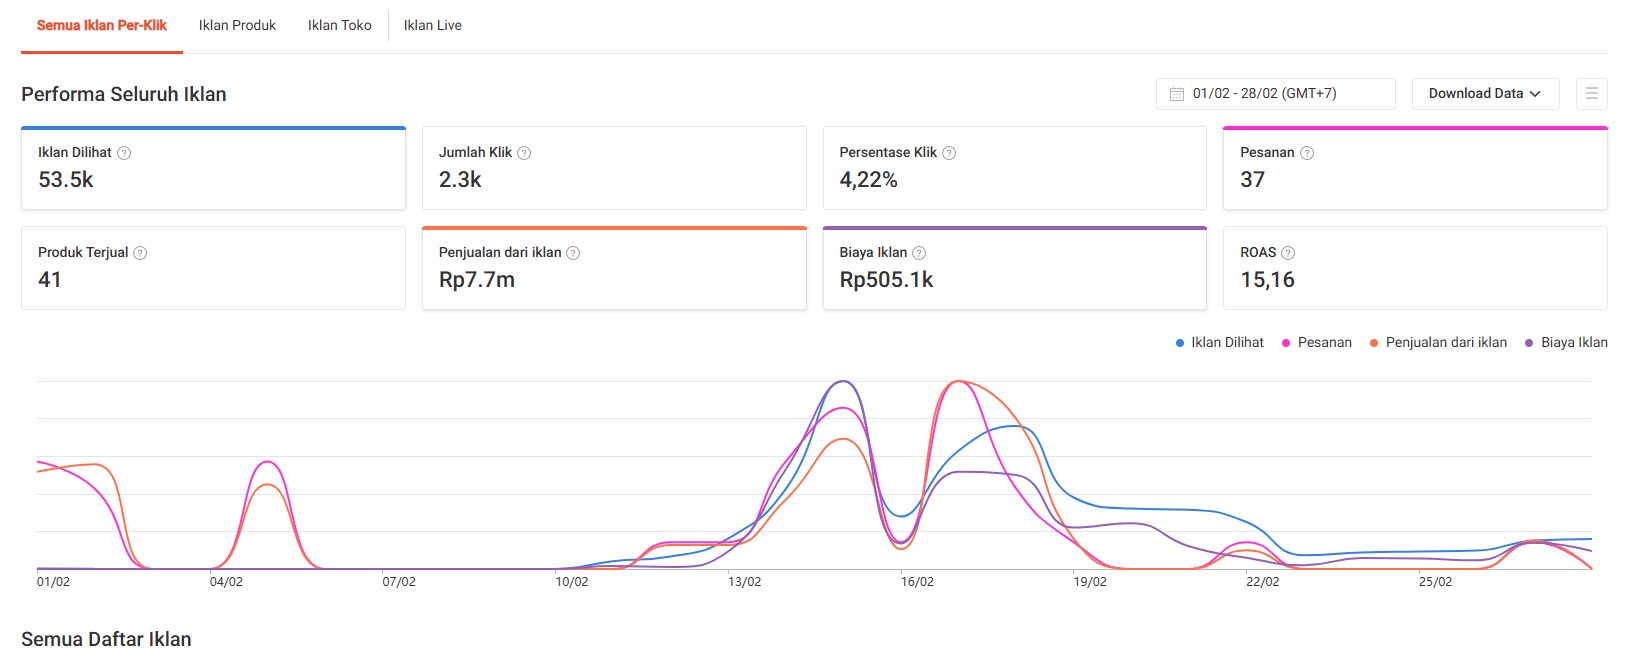 Semua Iklan Per-Klik Iklan Produk Iklan Toko Iklan Live
Performa Seluruh Iklan
01/02 - 28/02 (GMT+7) Download Data
Iklan Dilihat ? Jumlah Klik ? Persentase Klik ? Pesanan ?
53.5k 2.3k 4,22% 37
Produk Terjual ? Penjualan dari iklan ? Biaya Iklan ? ROAS ?
41 Rp7.7m Rp505.1k 15,16
Iklan Dilihat Pesanan Penjualan dari iklan Biaya Iklan
01/02 04/02 07/02 10/02 13/02 16/02 19/02 22/02 25/02
Semua Daftar Iklan